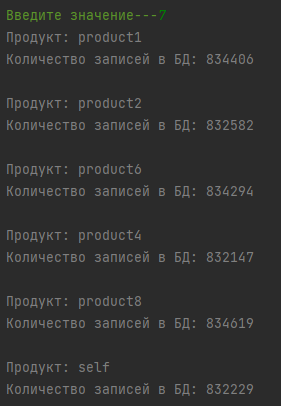 Введите значение---7
Продукт: product1
Количество записей в БД: 834406
Продукт: product2
Количество записей в БД: 832582
Продукт: product6
Количество записей в БД: 834294
Продукт: product4
Количество записей в БД: 832147
Продукт: product8
Количество записей в БД: 834619
Продукт: self
Количество записей в БД: 832229